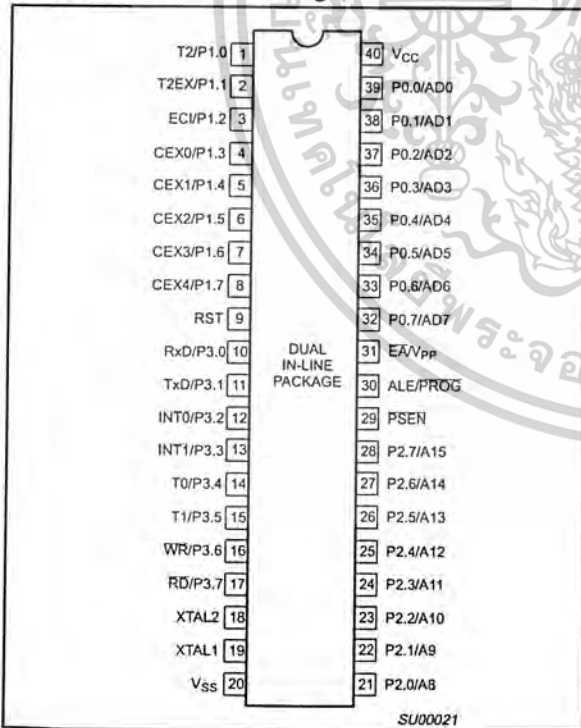 T2/P1.0 1
T2EX/P1.1 2
ECI/P1.2 3
CEX0/P1.3 4
CEX1/P1.4 5
CEX2/P1.5 6
CEX3/P1.6 7
CEX4/P1.7 8
RST 9
RxD/P3.0 10
TxD/P3.1 11
INT0/P3.2 12
INT1/P3.3 13
T0/P3.4 14
T1/P3.5 15
WR/P3.6 16
RD/P3.7 17
XTAL2 18
XTAL1 19
VSS 20
DUAL
IN-LINE
PACKAGE
40 VCC
39 P0.0/AD0
38 P0.1/AD1
37 P0.2/AD2
36 P0.3/AD3
35 P0.4/AD4
34 P0.5/AD5
33 P0.6/AD6
32 P0.7/AD7
31 EA/VPP
30 ALE/PROG
29 PSEN
28 P2.7/A15
27 P2.6/A14
26 P2.5/A13
25 P2.4/A12
24 P2.3/A11
23 P2.2/A10
22 P2.1/A9
21 P2.0/A8
SU00021